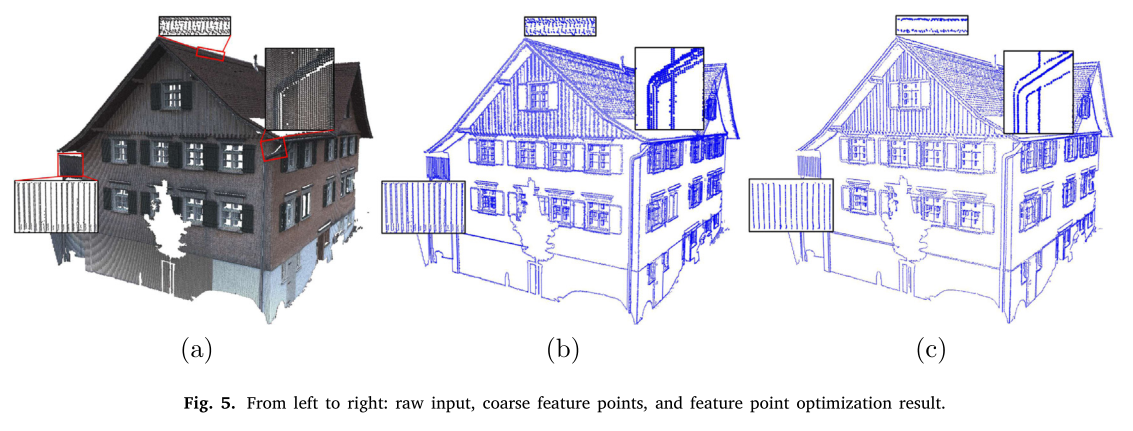 (a) (b) (c)
Fig. 5. From left to right: raw input, coarse feature points, and feature point optimization result.